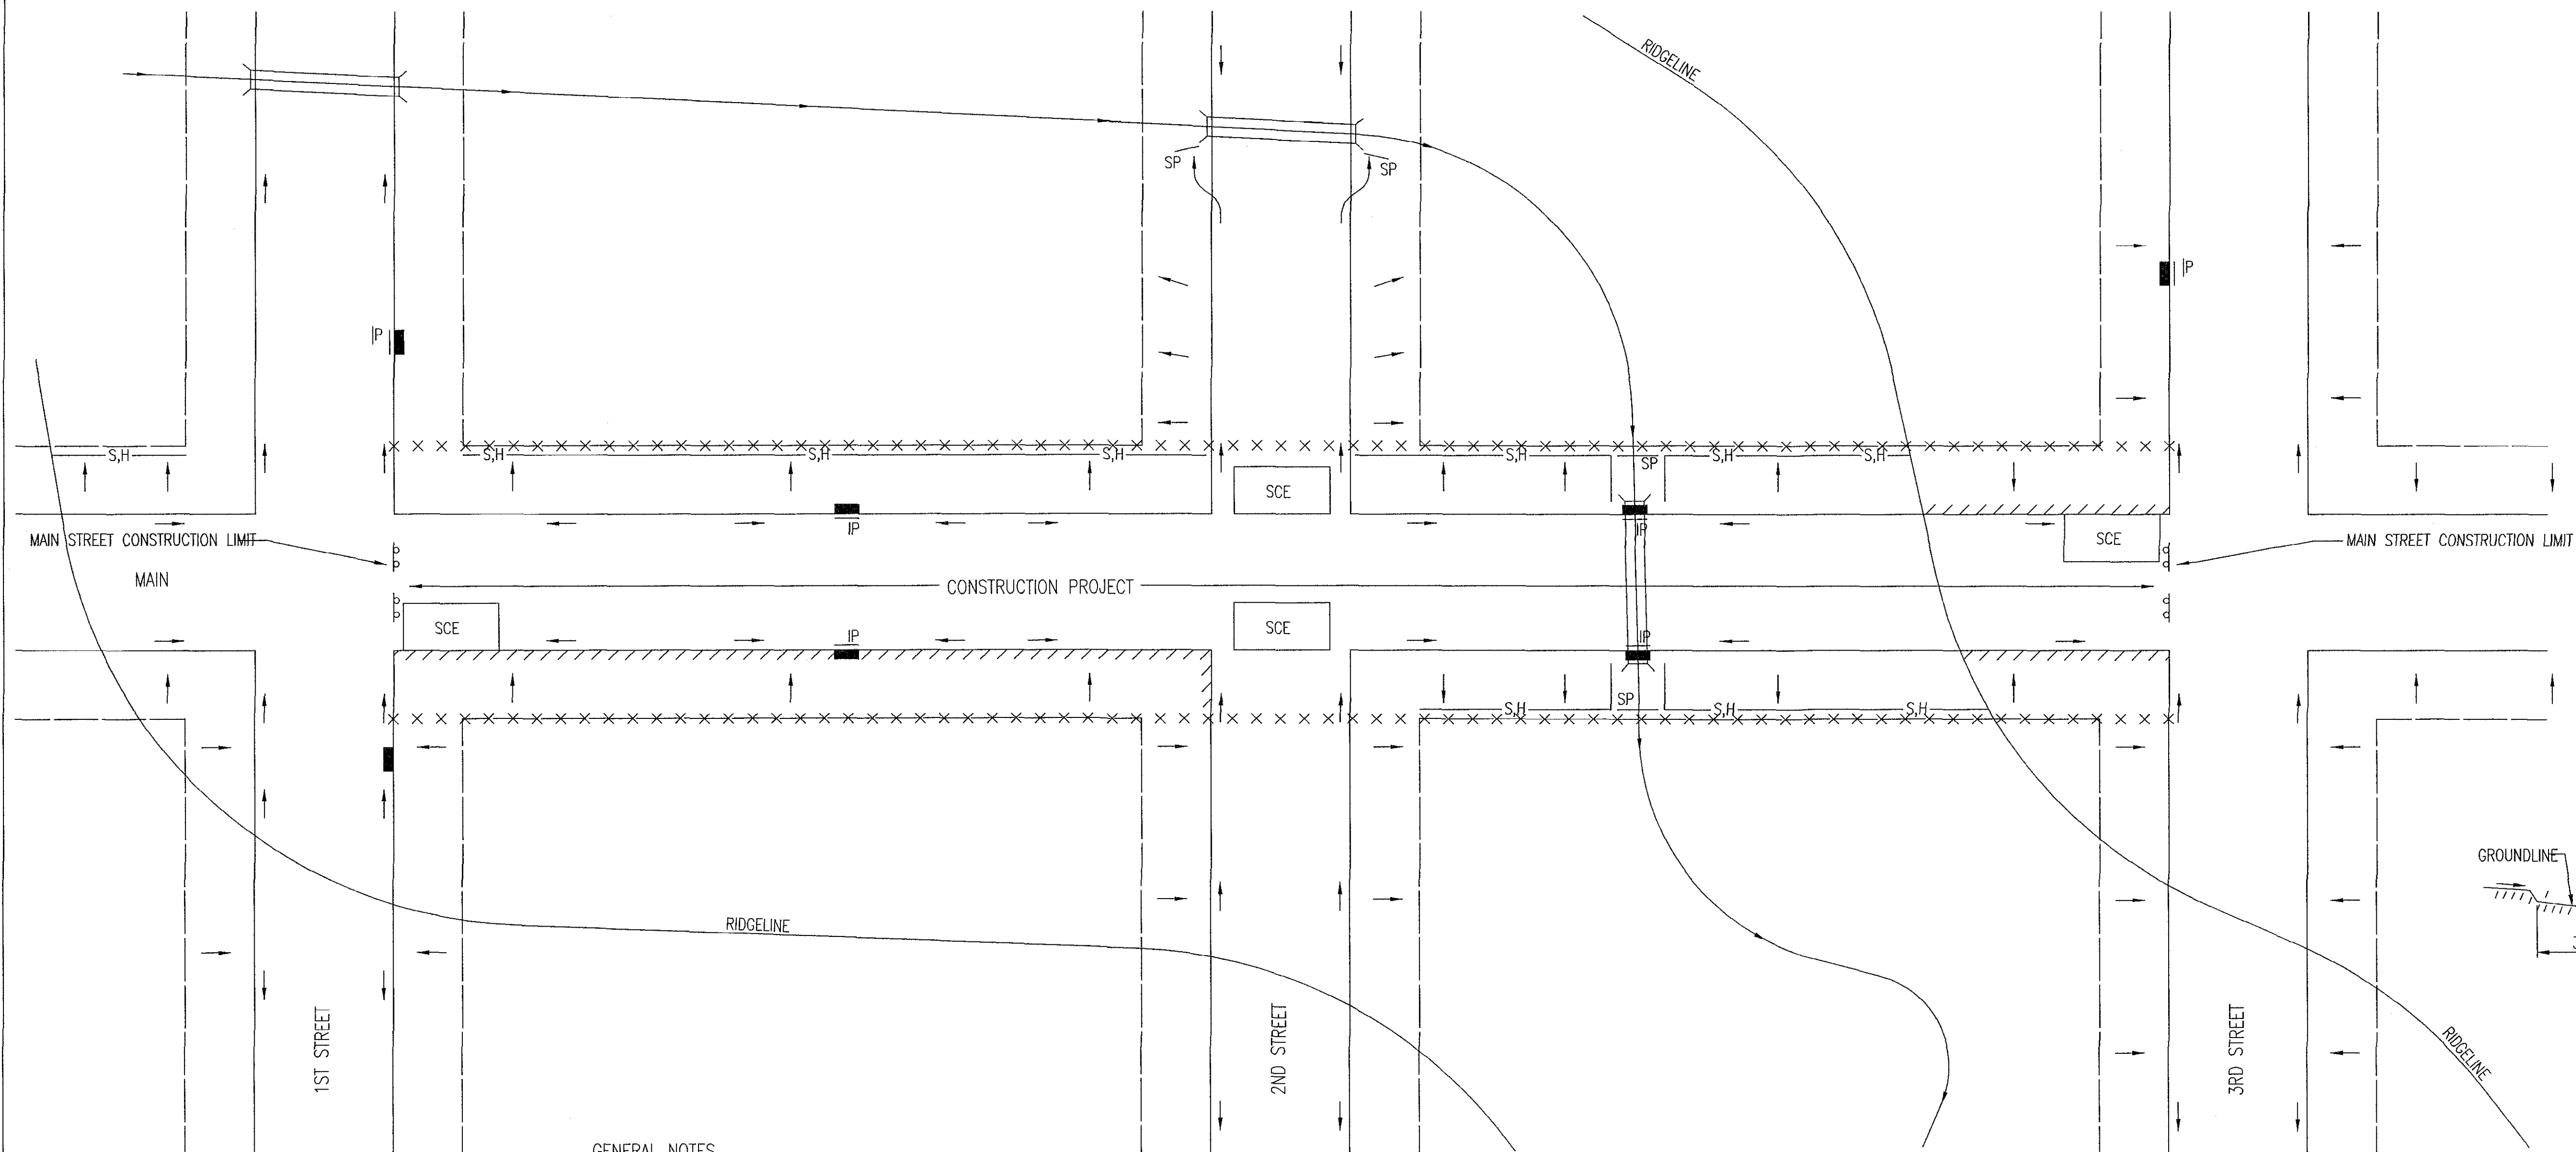 RIDGELINE
SP
SP
IP
IP
S,H
S,H
S,H
S,H
S,H
SP
S,H
S,H
SCE
IP
IP
SCE
MAIN STREET CONSTRUCTION LIMIT
MAIN STREET CONSTRUCTION LIMIT
MAIN
CONSTRUCTION PROJECT
SCE
SCE
IP
IP
S,H
SP
S,H
S,H
GROUNDLINE
RIDGELINE
1ST STREET
2ND STREET
3RD STREET
RIDGELINE
GENERAL NOTES